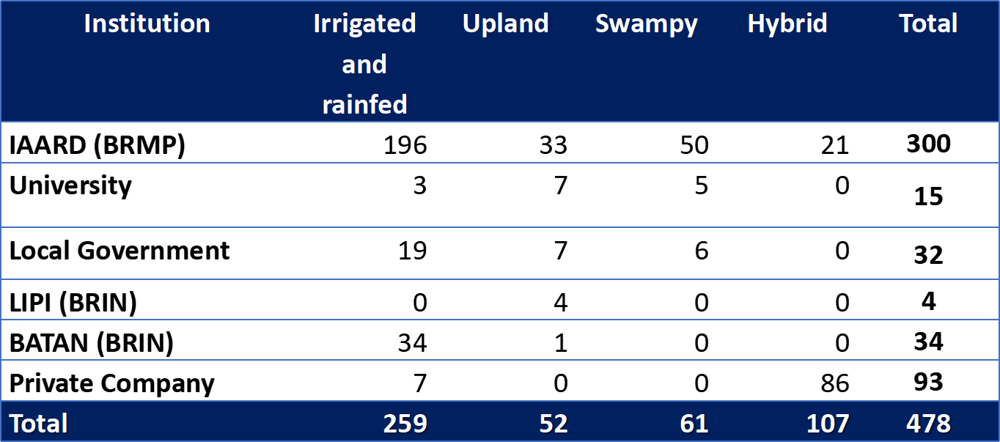 Institution Irrigated and rainfed Upland Swampy Hybrid Total
IAARD (BRMP) 196 33 50 21 300
University 3 7 5 0 15
Local Government 19 7 6 0 32
LIPI (BRIN) 0 4 0 0 4
BATAN (BRIN) 34 1 0 0 34
Private Company 7 0 0 86 93
Total 259 52 61 107 478